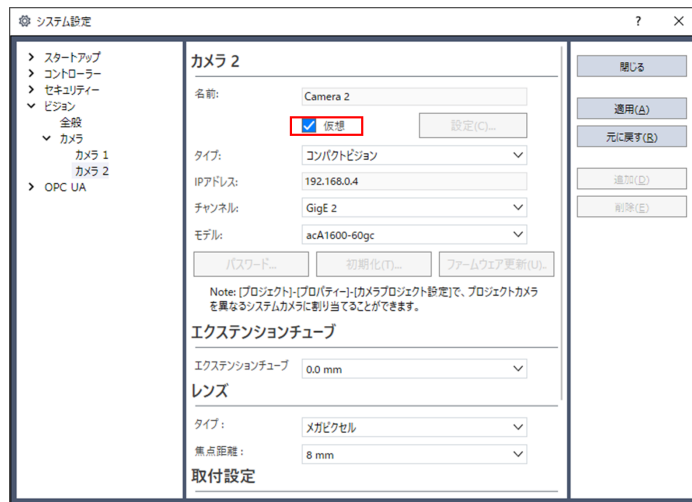 システム設定
?
×
スタートアップ
コントローラー
セキュリティー
ビジョン
全般
カメラ
カメラ 1
カメラ 2
OPC UA
カメラ 2
名前:
Camera 2
仮想
設定(C)...
タイプ:
コンパクトビジョン
IPアドレス:
192.168.0.4
チャンネル:
GigE 2
モデル:
acA1600-60gc
パスワード...
初期化(T)...
ファームウェア更新(U)...
Note: [プロジェクト]-[プロパティー]-[カメラプロジェクト設定]で、プロジェクトカメラ
を異なるシステムカメラに割り当てることができます。
エクステンションチューブ
エクステンションチューブ
0.0 mm
レンズ
タイプ :
メガピクセル
焦点距離 :
8 mm
取付設定
閉じる
適用(A)
元に戻す(R)
追加(D)
削除(E)